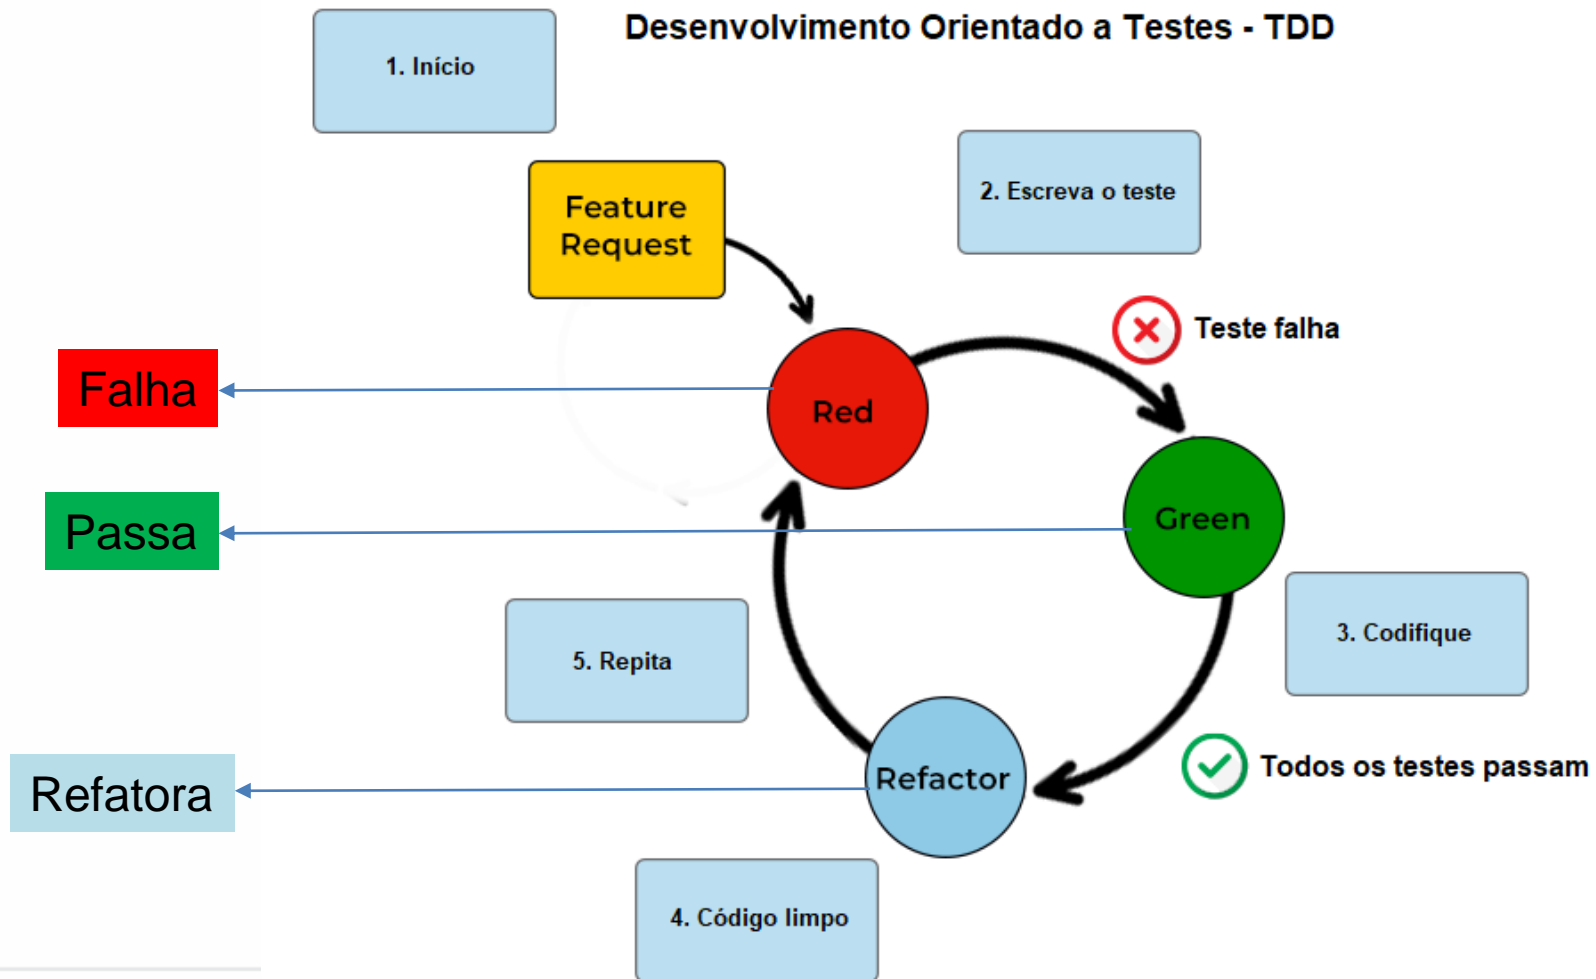 Desenvolvimento Orientado a Testes - TDD
1. Início
2. Escreva o teste
Feature
Request
Teste falha
Falha
Red
Passa
Green
3. Codifique
5. Repita
Todos os testes passam
Refatora
Refactor
4. Código limpo